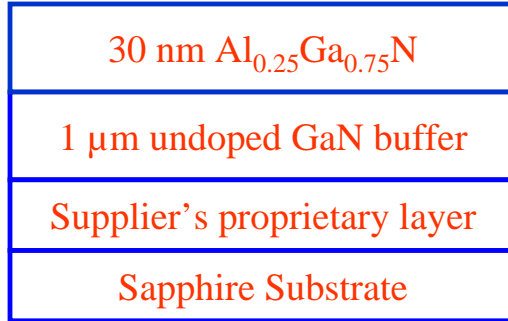 30 nm Al₀.₂₅Ga₀.₇₅N
1 µm undoped GaN buffer
Supplier’s proprietary layer
Sapphire Substrate